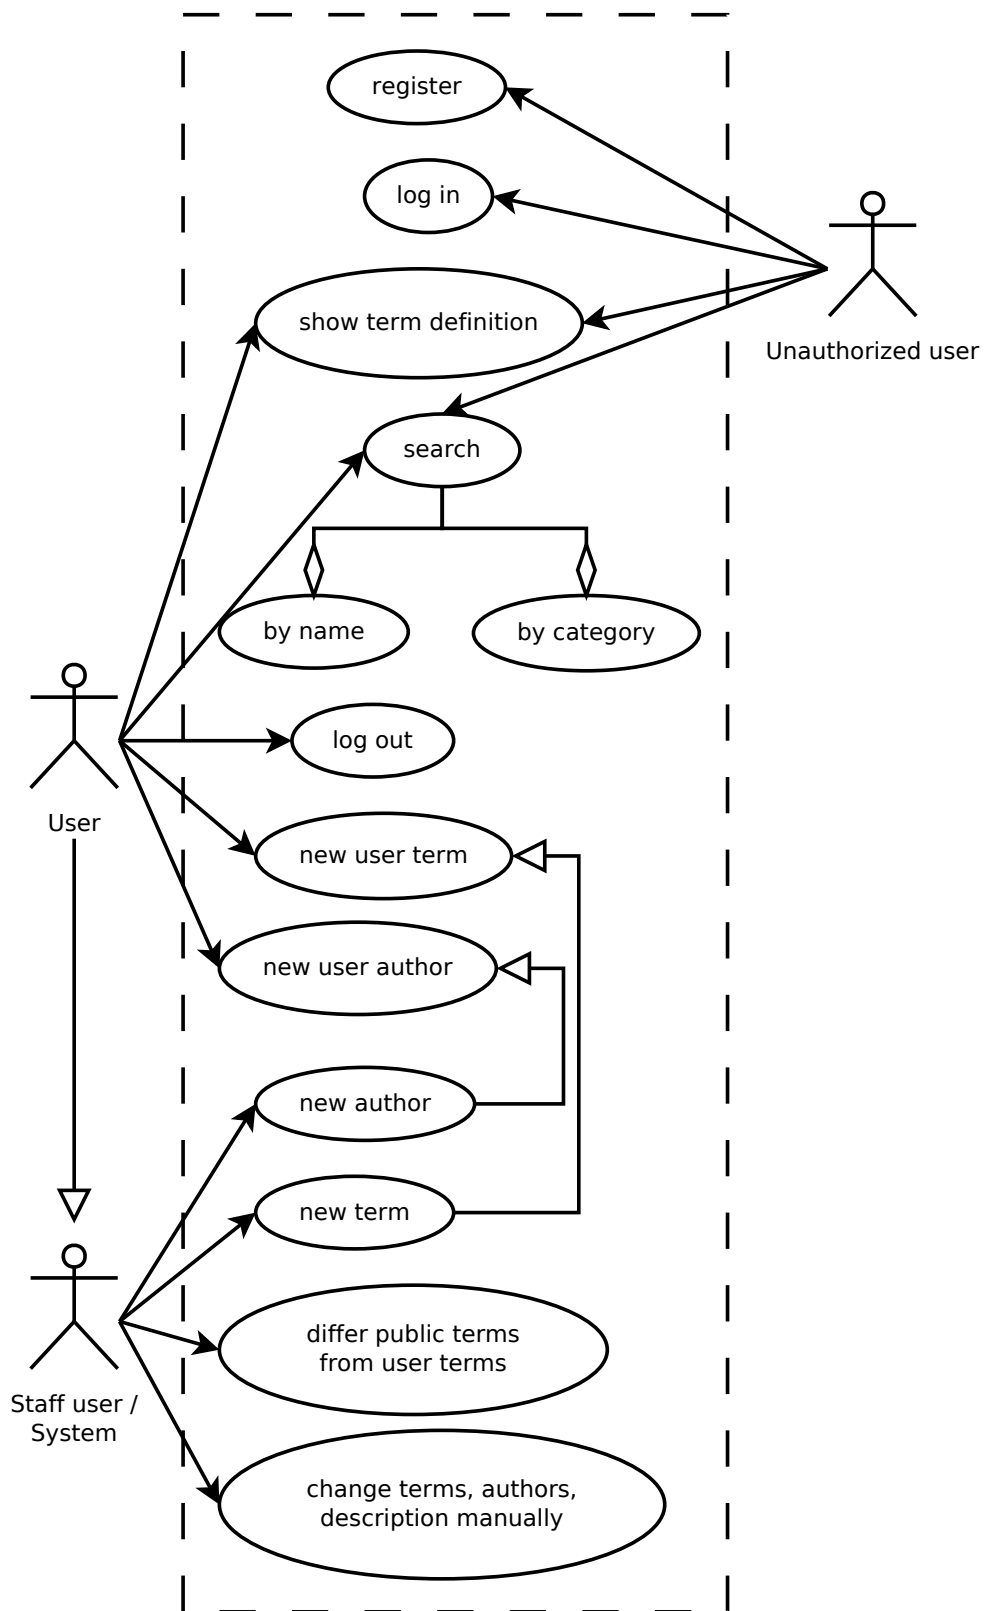 register
log in
show term definition
Unauthorized user
search
by name
by category
log out
User
new user term
new user author
new author
new term
differ public terms
from user terms
Staff user /
System
change terms, authors,
description manually